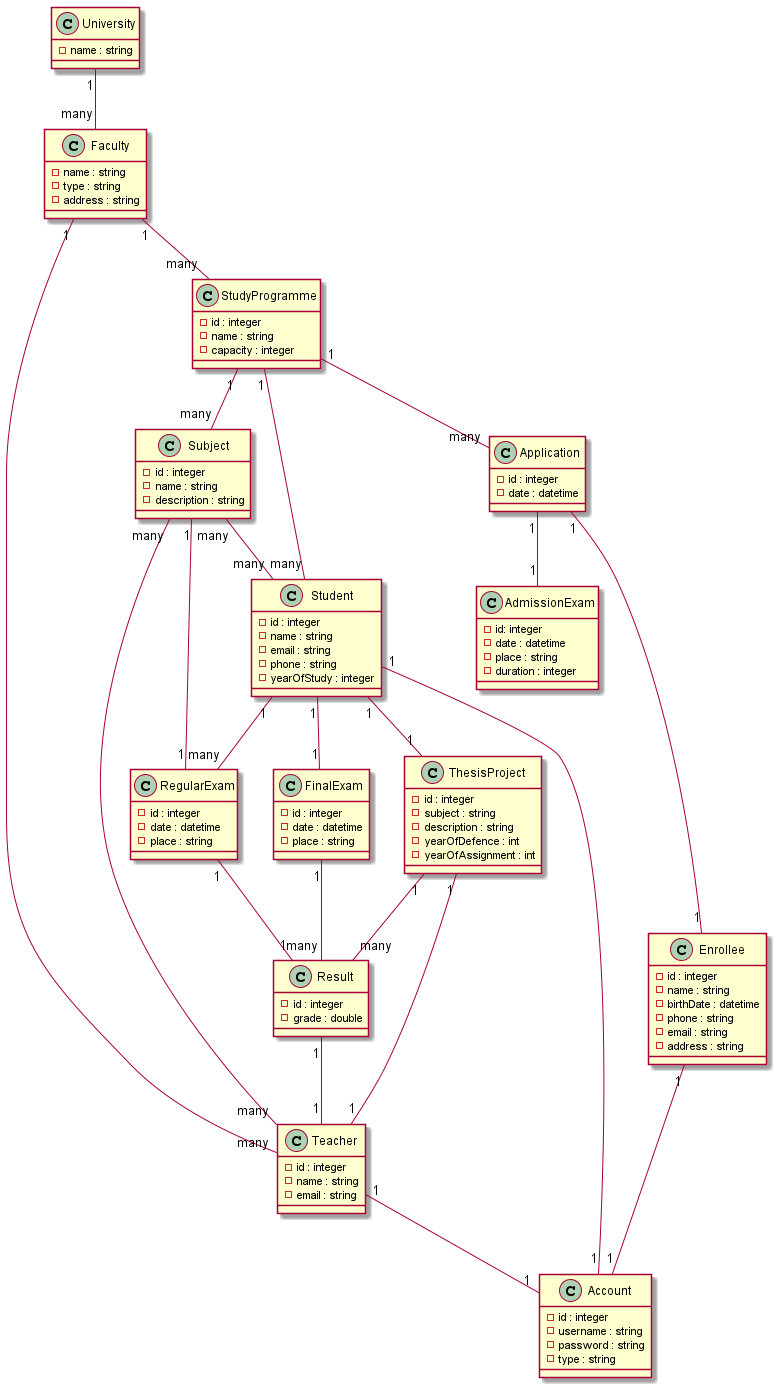 C University
name : string
1
many
C Faculty
name : string
type : string
address : string
1 1
many
C StudyProgramme
id : integer
name : string
capacity : integer
1 1 1
many many
C Subject
id : integer
name : string
description : string
C Application
id : integer
date : datetime
many 1 many 1 1
many many 1
C Student
id : integer
name : string
email : string
phone : string
yearOfStudy : integer
C AdmissionExam
id: integer
date : datetime
place : string
duration : integer
1
1 1 1
1 many 1 1
C RegularExam
id : integer
date : datetime
place : string
C FinalExam
id : integer
date : datetime
place : string
C ThesisProject
id : integer
subject : string
description : string
yearOfDefence : int
yearOfAssignment : int
1 1 1 1
1
1 many many
C Enrollee
id : integer
name : string
birthDate : datetime
phone : string
email : string
address : string
C Result
id : integer
grade : double
1 1
many 1 1
many
C Teacher
id : integer
name : string
email : string
1
1 1 1
C Account
id : integer
username : string
password : string
type : string